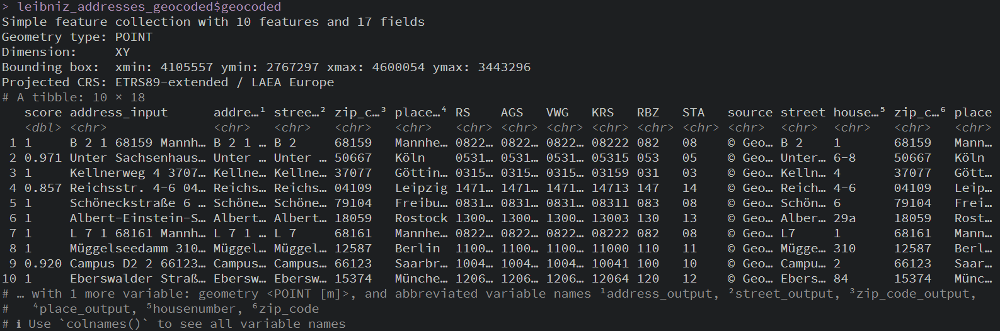 > leibniz_addresses_geocoded$geocoded
Simple feature collection with 10 features and 17 fields
Geometry type: POINT
Dimension:     XY
Bounding box:  xmin: 4105557 ymin: 2767297 xmax: 4600054 ymax: 3443296
Projected CRS: ETRS89-extended / LAEA Europe
# A tibble: 10 × 18
   score address_input      addre…¹ stree…² zip_c…³ place…⁴ RS    AGS   VWG   KRS   RBZ   STA   source street house…⁵ zip_c…⁶ place
   <dbl> <chr>              <chr>   <chr>   <chr>   <chr>   <chr> <chr> <chr> <chr> <chr> <chr> <chr>  <chr>  <chr>   <chr>   <chr>
 1 1     B 2 1 68159 Mannh… B 2 1 … B 2     68159   Mannhe… 0822… 0822… 0822… 08222 082   08    © Geo… B 2    1       68159   Mann…
 2 0.971 Unter Sachsenhaus… Unter … Unter … 50667   Köln    0531… 0531… 0531… 05315 053   05    © Geo… Unter… 6-8     50667   Köln
 3 1     Kellnerweg 4 3707… Kellne… Kellne… 37077   Göttin… 0315… 0315… 0315… 03159 031   03    © Geo… Kelln… 4       37077   Gött…
 4 0.857 Reichsstr. 4-6 04… Reichs… Reichs… 04109   Leipzig 1471… 1471… 1471… 14713 147   14    © Geo… Reich… 4-6     04109   Leip…
 5 1     Schöneckstraße 6 … Schöne… Schöne… 79104   Freibu… 0831… 0831… 0831… 08311 083   08    © Geo… Schön… 6       79104   Frei…
 6 1     Albert-Einstein-S… Albert… Albert… 18059   Rostock 1300… 1300… 1300… 13003 130   13    © Geo… Alber… 29a     18059   Rost…
 7 1     L 7 1 68161 Mannh… L 7 1 … L 7     68161   Mannhe… 0822… 0822… 0822… 08222 082   08    © Geo… L7     1       68161   Mann…
 8 1     Müggelseedamm 310… Müggel… Müggel… 12587   Berlin  1100… 1100… 1100… 11000 110   11    © Geo… Mügge… 310     12587   Berl…
 9 0.920 Campus D2 2 66123… Campus… Campus… 66123   Saarbr… 1004… 1004… 1004… 10041 100   10    © Geo… Campu… 2       66123   Saar…
10 1     Eberswalder Straß… Ebersw… Ebersw… 15374   Münche… 1206… 1206… 1206… 12064 120   12    © Geo… Ebers… 84      15374   Münc…
# … with 1 more variable: geometry <POINT [m]>, and abbreviated variable names ¹address_output, ²street_output, ³zip_code_output,
#   ⁴place_output, ⁵housenumber, ⁶zip_code
# ℹ Use `colnames()` to see all variable names